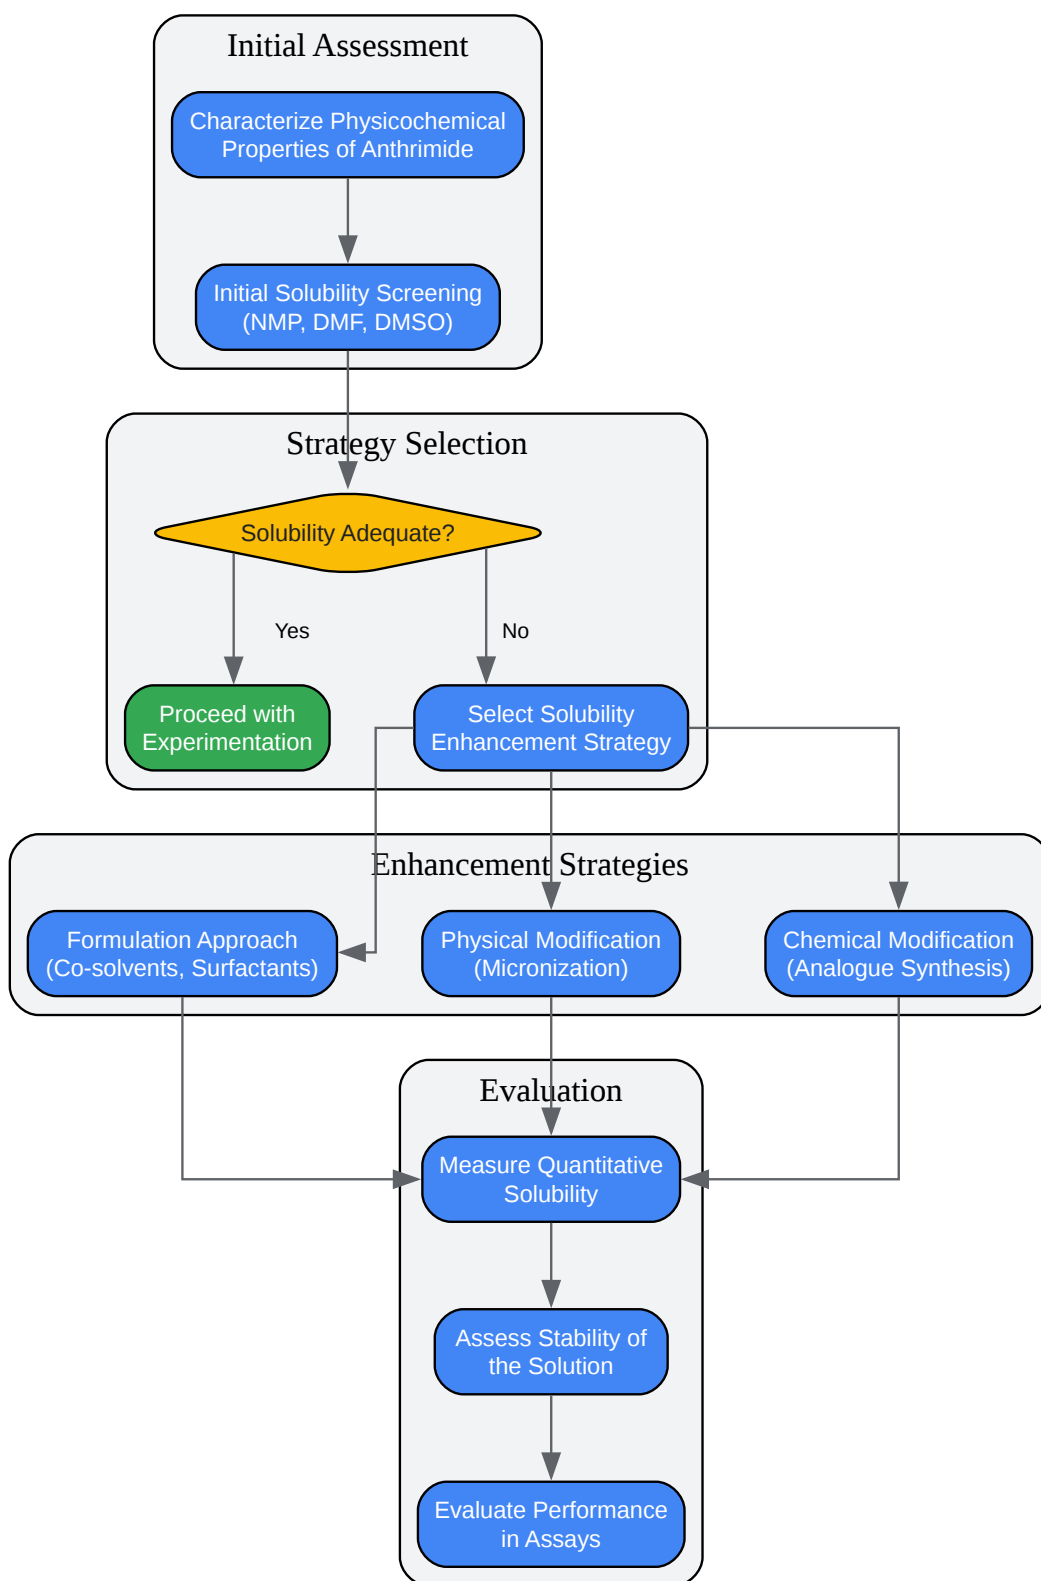 Initial Assessment
Characterize Physicochemical
Properties of Anthrimide
Initial Solubility Screening
(NMP, DMF, DMSO)
Strategy Selection
Solubility Adequate?
Yes
No
Proceed with
Experimentation
Select Solubility
Enhancement Strategy
Enhancement Strategies
Formulation Approach
(Co-solvents, Surfactants)
Physical Modification
(Micronization)
Chemical Modification
(Analogue Synthesis)
Evaluation
Measure Quantitative
Solubility
Assess Stability of
the Solution
Evaluate Performance
in Assays